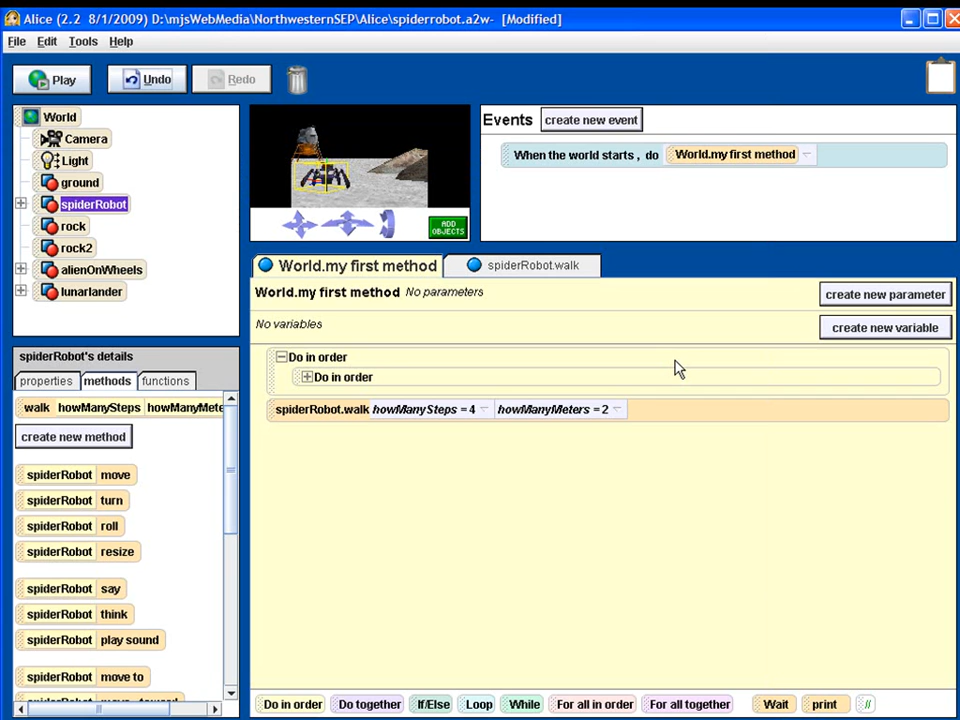 Alice (2.2 8/1/2009) D:\mjsWebMedia\NorthwesternSEP\Alice\spiderrobot.a2w- [Modified]
File Edit Tools Help
Play Undo Redo
World
Camera
Light
ground
spiderRobot
rock
rock2
alienOnWheels
lunarlander
ADD
OBJECTS
Events create new event
When the world starts , do World.my first method
spiderRobot's details
properties methods functions
walk howManySteps howManyMete
create new method
spiderRobot move
spiderRobot turn
spiderRobot roll
spiderRobot resize
spiderRobot say
spiderRobot think
spiderRobot play sound
spiderRobot move to
World.my first method spiderRobot.walk
World.my first method No parameters create new parameter
No variables create new variable
Do in order
Do in order
spiderRobot.walk howManySteps = 4 howManyMeters = 2
Do in order Do together If/Else Loop While For all in order For all together Wait print //